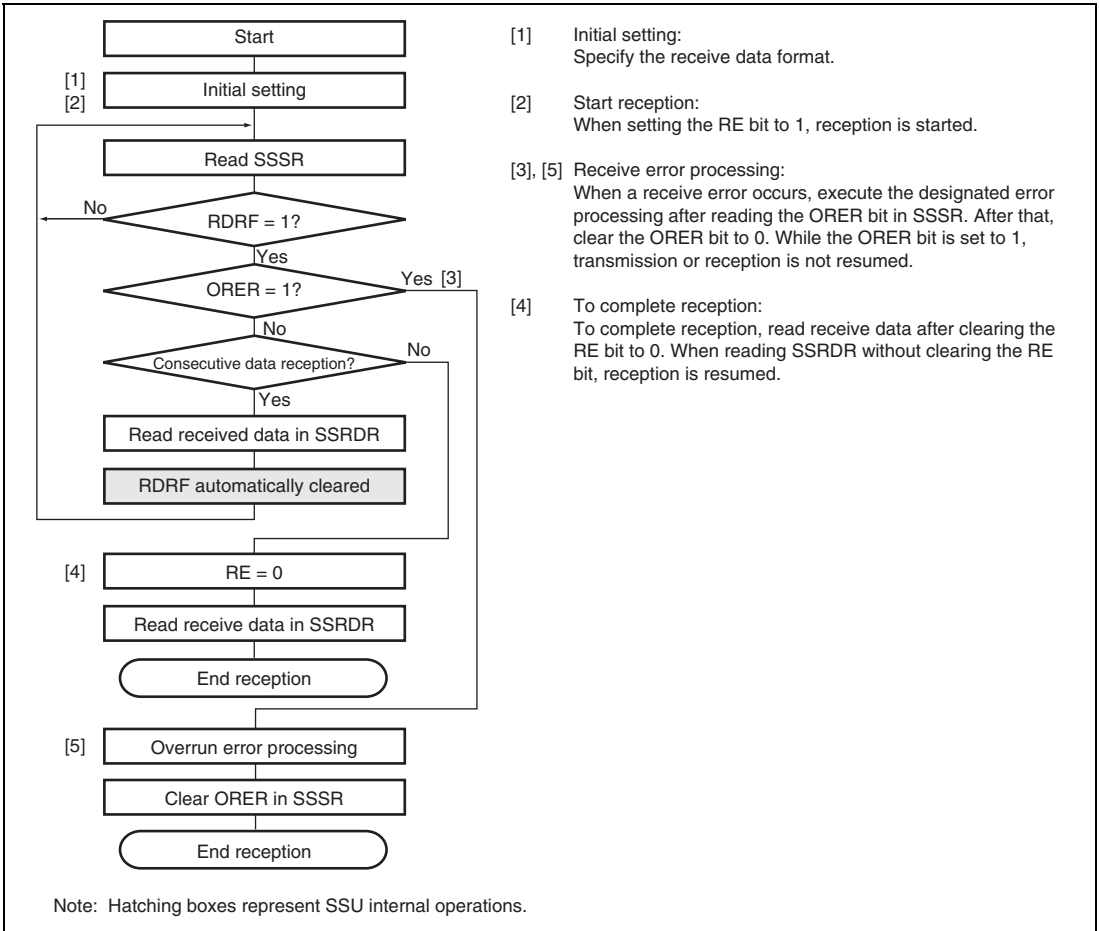 Start
[1]
[2]
Initial setting
Read SSSR
No
RDRF = 1?
Yes
ORER = 1?
Yes [3]
No
Consecutive data reception?
No
Yes
Read received data in SSRDR
RDRF automatically cleared
[4]
RE = 0
Read receive data in SSRDR
End reception
[5]
Overrun error processing
Clear ORER in SSSR
End reception
[1] Initial setting:
Specify the receive data format.
[2] Start reception:
When setting the RE bit to 1, reception is started.
[3], [5] Receive error processing:
When a receive error occurs, execute the designated error
processing after reading the ORER bit in SSSR. After that,
clear the ORER bit to 0. While the ORER bit is set to 1,
transmission or reception is not resumed.
[4] To complete reception:
To complete reception, read receive data after clearing the
RE bit to 0. When reading SSRDR without clearing the RE
bit, reception is resumed.
Note: Hatching boxes represent SSU internal operations.